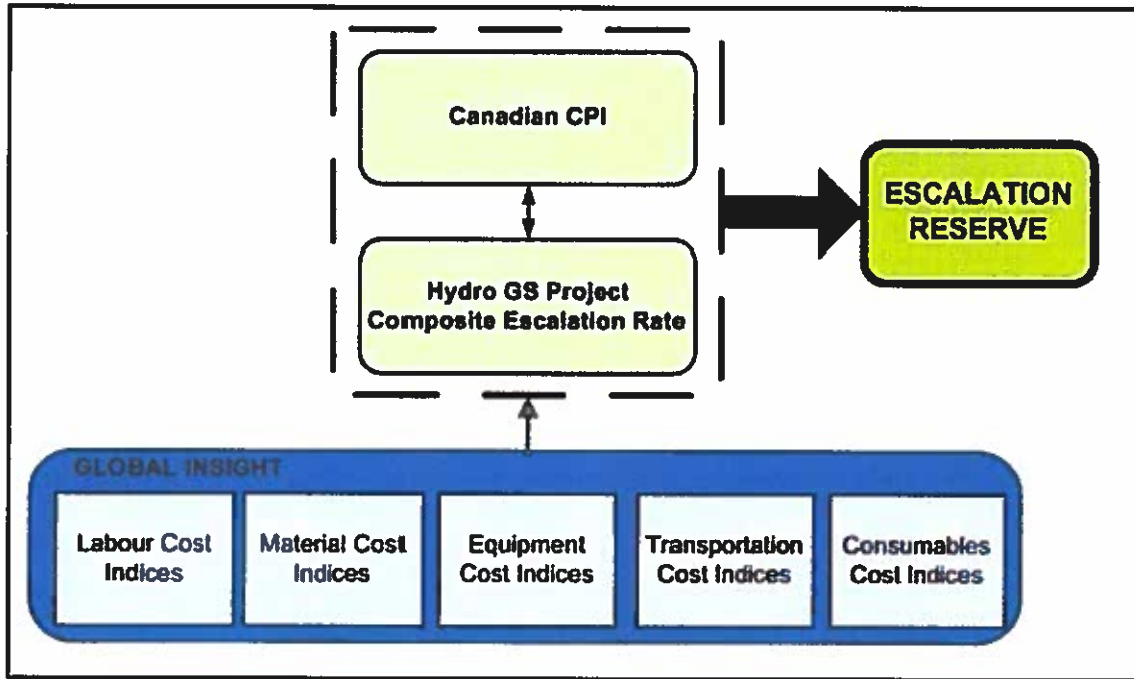 Canadian CPI
ESCALATION
RESERVE
Hydro GS Project
Composite Escalation Rate
GLOBAL INSIGHT
Labour Cost
Indices
Material Cost
Indices
Equipment
Cost Indices
Transportation
Cost Indices
Consumables
Cost Indices